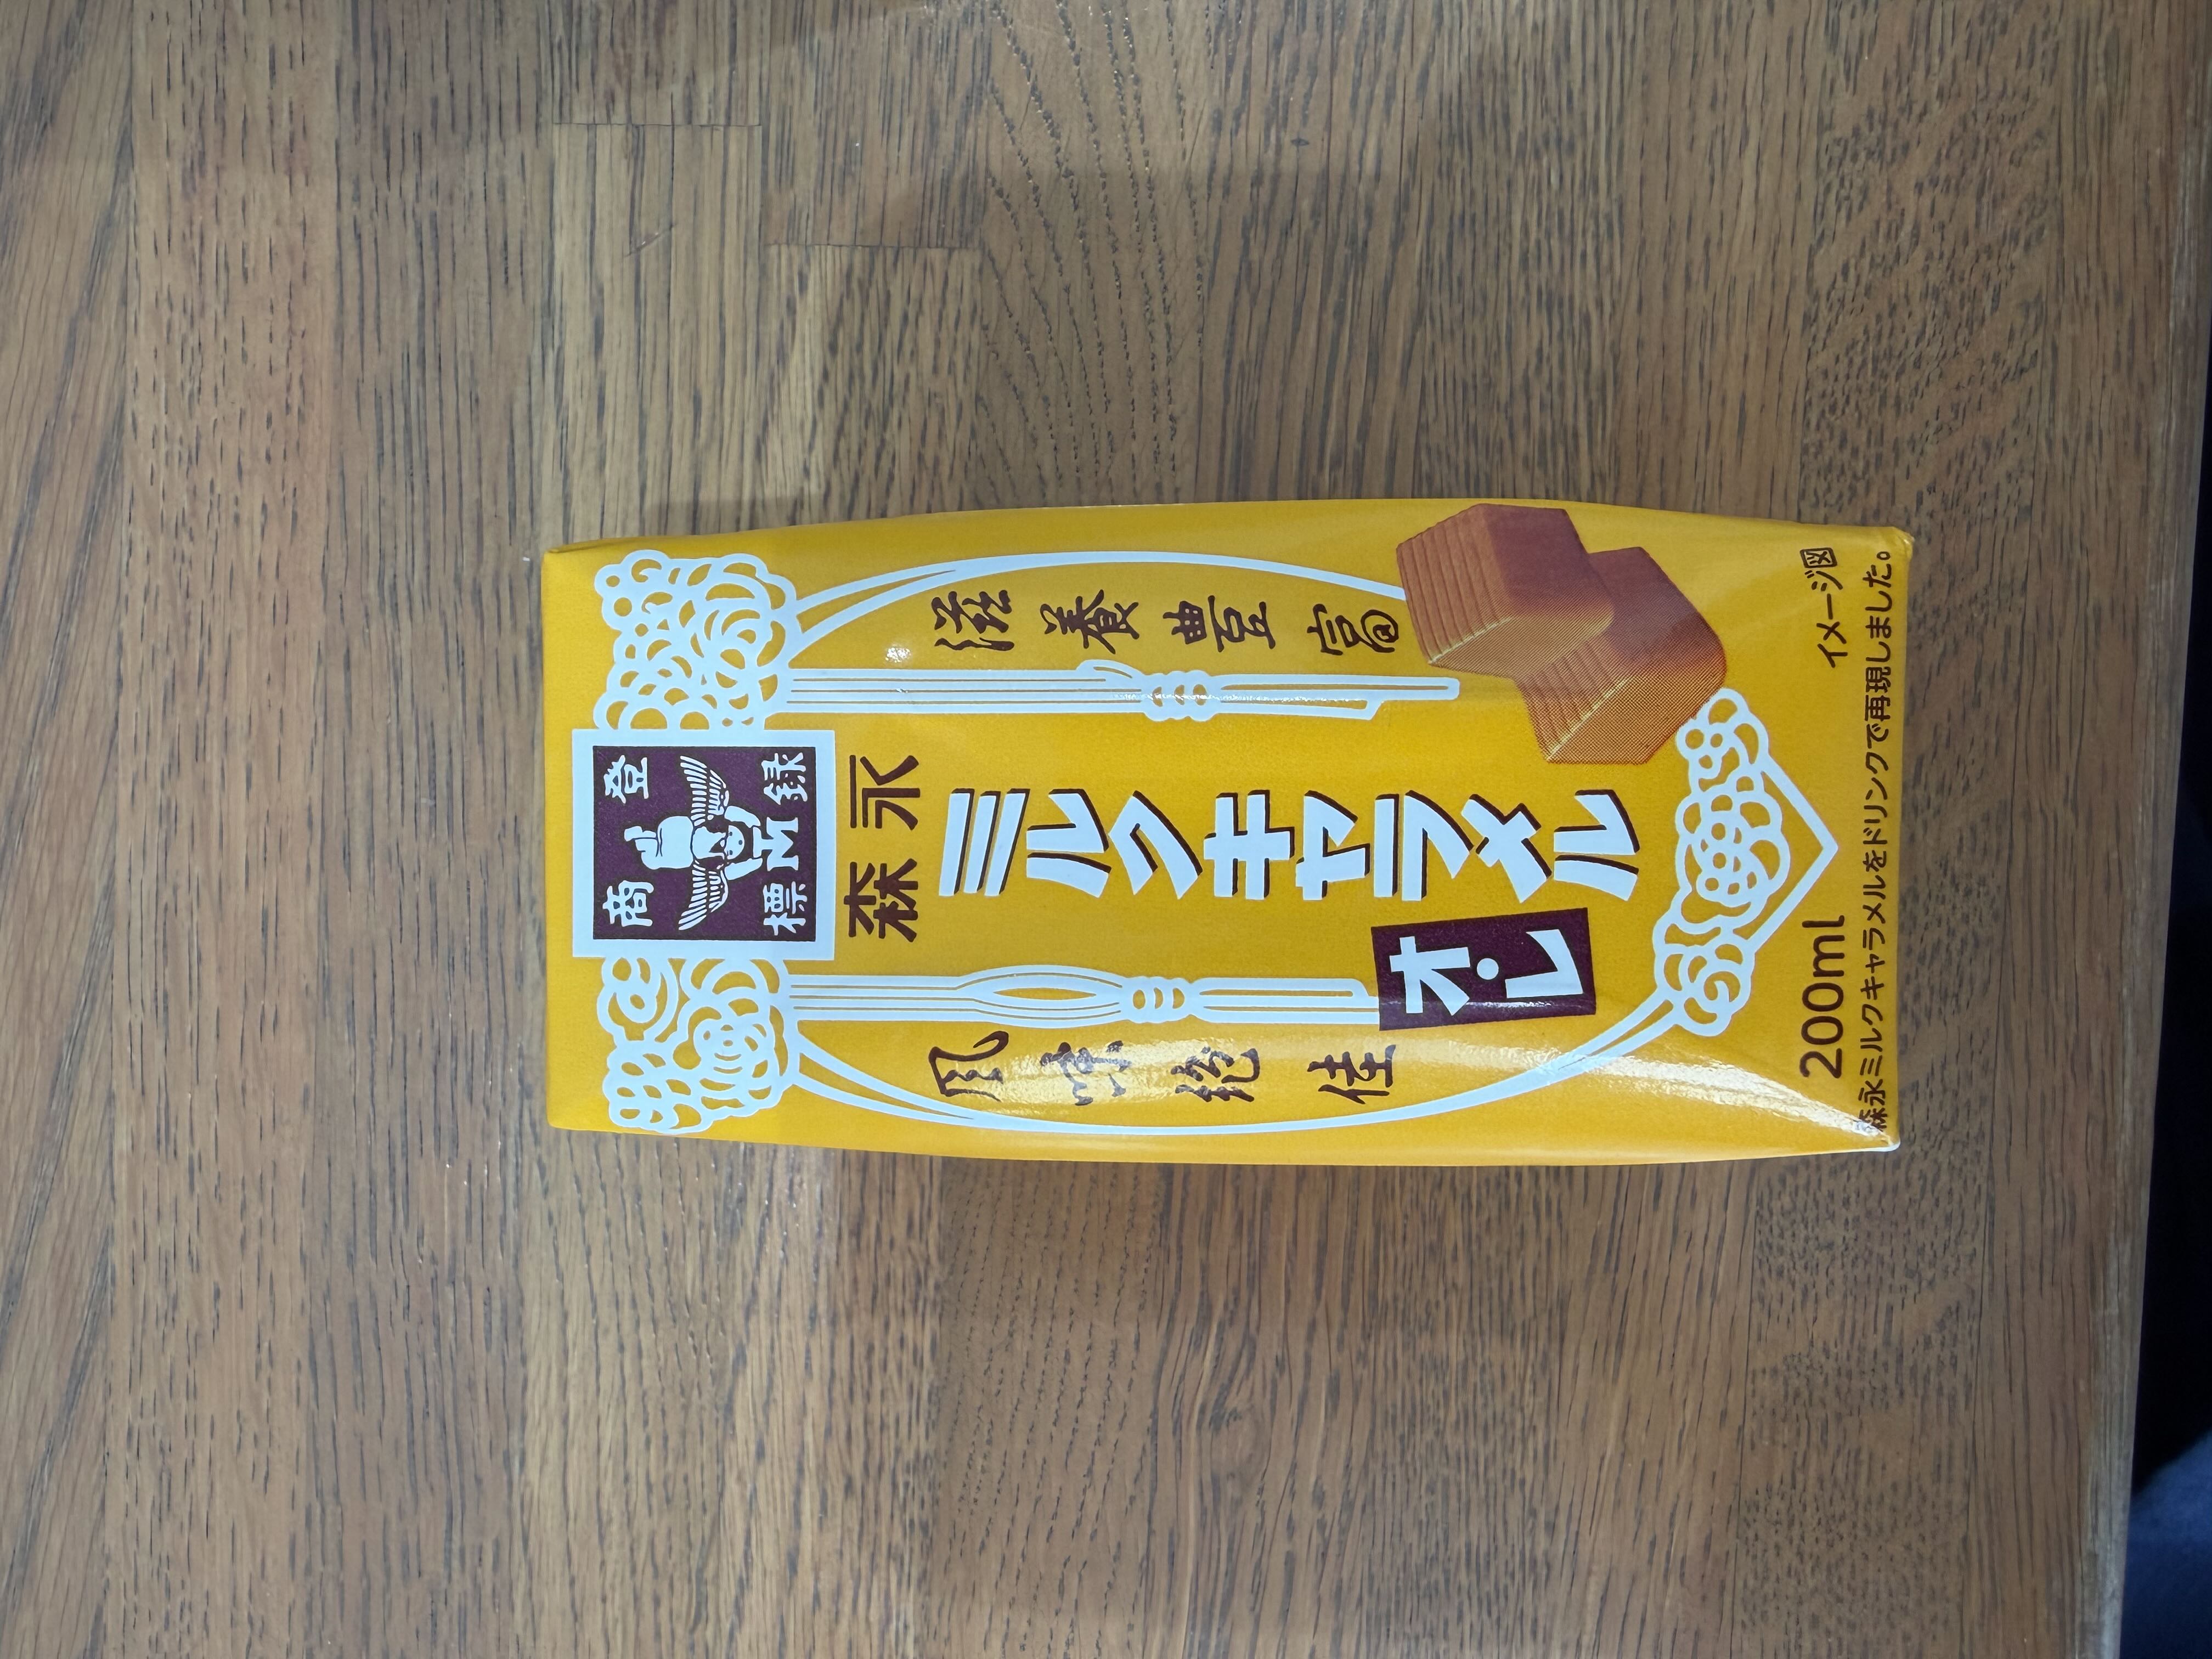 商登
標録
M
森永
ミルクキャラメル
オ・レ
滋養豊富
風味絶佳
イメージ図
200ml
森永ミルクキャラメルをドリンクで再現しました。